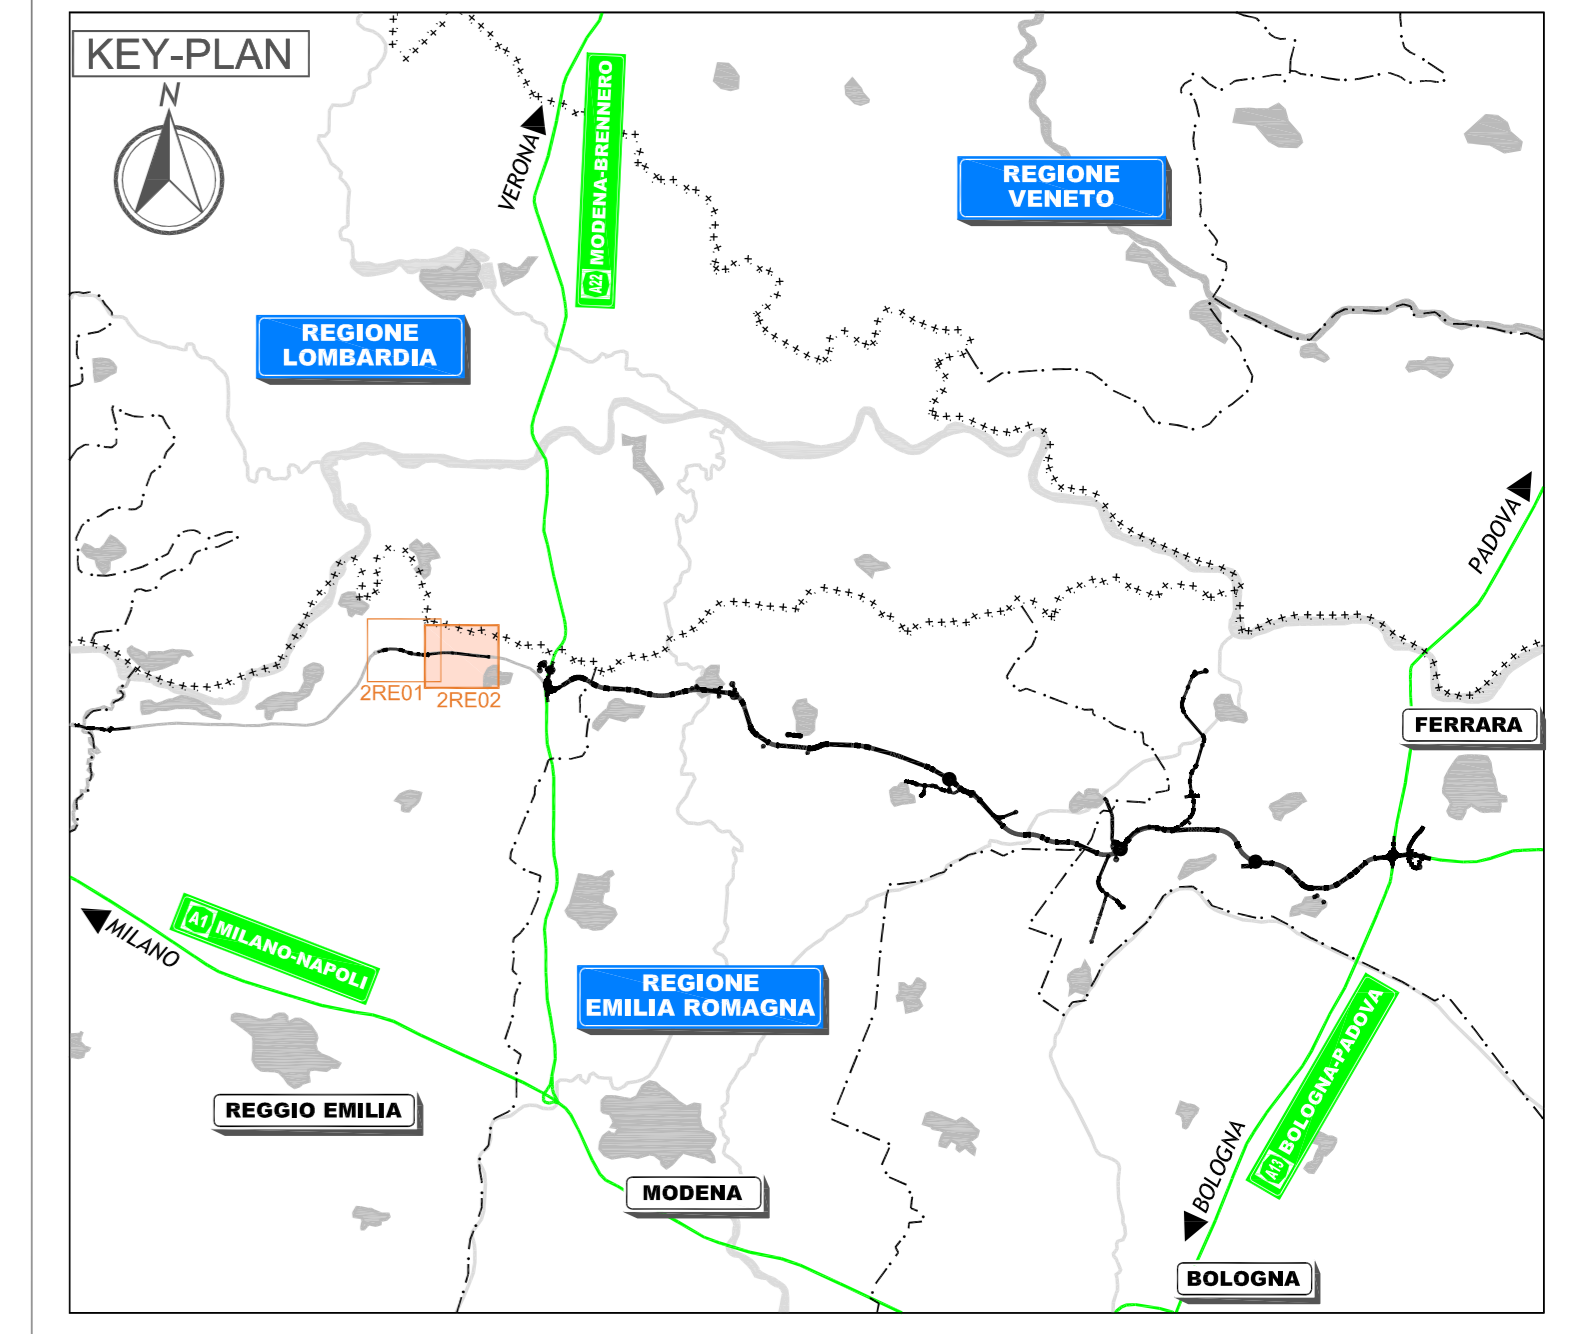 KEY-PLAN
N
VERONA
A22 MODENA-BRENNERO
REGIONE
VENETO
REGIONE
LOMBARDIA
PADOVA
2RE01
2RE02
FERRARA
A1 MILANO-NAPOLI
MILANO
REGIONE
EMILIA ROMAGNA
A13 BOLOGNA-PADOVA
REGGIO EMILIA
BOLOGNA
MODENA
BOLOGNA